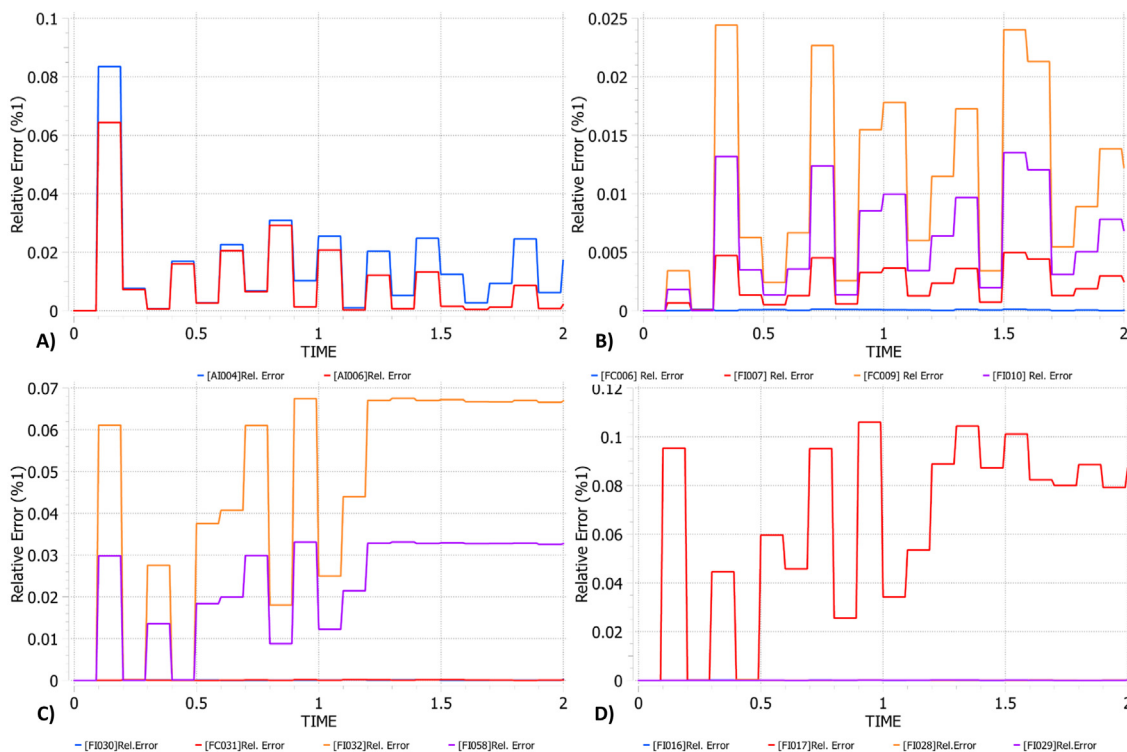 0.1
0.08
0.06
0.04
0.02
0
Relative Error (%1)
0 0.5 1 1.5 2
TIME
A)
[AI004]Rel. Error [AI006]Rel. Error
0.025
0.02
0.015
0.01
0.005
0
Relative Error (%1)
0 0.5 1 1.5 2
TIME
B)
[FC006] Rel. Error [FI007] Rel. Error [FC009] Rel Error [FI010] Rel. Error
0.07
0.06
0.05
0.04
0.03
0.02
0.01
0
Relative Error (%1)
0 0.5 1 1.5 2
TIME
C)
[FI030]Rel.Error [FC031]Rel. Error [FI032]Rel. Error [FI058]Rel. Error
0.12
0.1
0.08
0.06
0.04
0.02
0
Relative Error (%1)
0 0.5 1 1.5 2
TIME
D)
[FI016]Rel. Error [FI017]Rel. Error [FI028]Rel.Error [FI029]Rel.Error